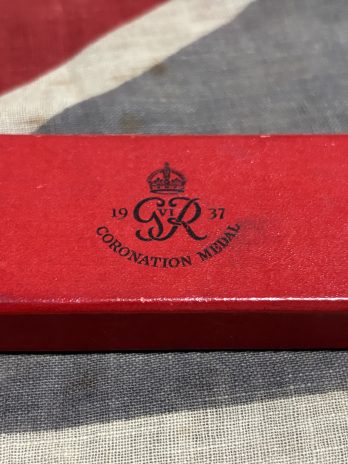 19 GVIR 37
CORONATION MEDAL